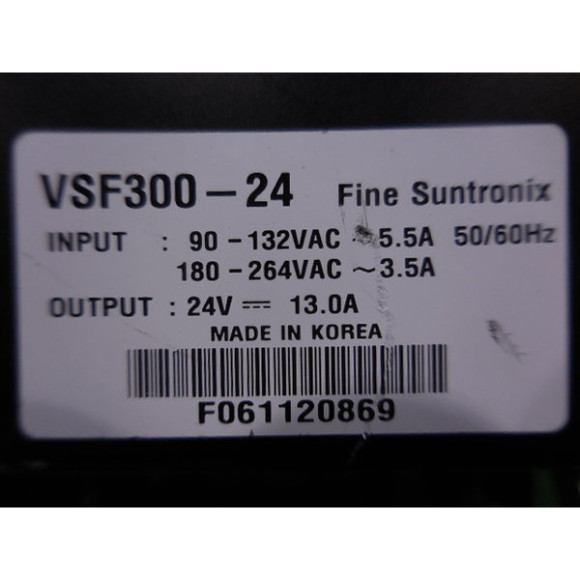 VSF300-24 Fine Suntronix
INPUT : 90-132VAC ~5.5A 50/60Hz
180-264VAC ~3.5A
OUTPUT : 24V ⎓ 13.0A
MADE IN KOREA
F061120869